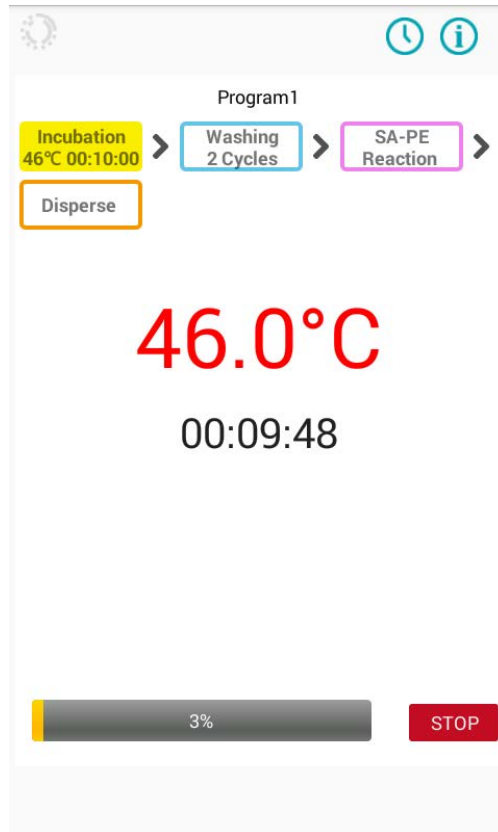 Program1
Incubation
46℃ 00:10:00
Washing
2 Cycles
SA-PE
Reaction
Disperse
46.0°C
00:09:48
3%
STOP